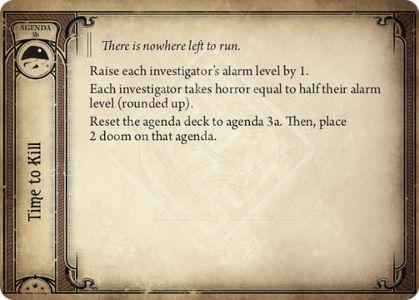 AGENDA
3b
There is nowhere left to run.
Raise each investigator's alarm level by 1.
Each investigator takes horror equal to half their alarm
level (rounded up).
Reset the agenda deck to agenda 3a. Then, place
2 doom on that agenda.
Time to Kill